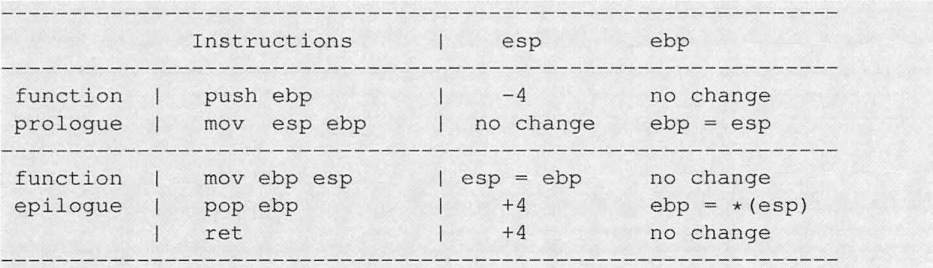 ----------------------------------------------------------------
Instructions | esp ebp
----------------------------------------------------------------
function | push ebp | -4 no change
prologue | mov esp ebp | no change ebp = esp
----------------------------------------------------------------
function | mov ebp esp | esp = ebp no change
epilogue | pop ebp | +4 ebp = *(esp)
| ret | +4 no change
----------------------------------------------------------------